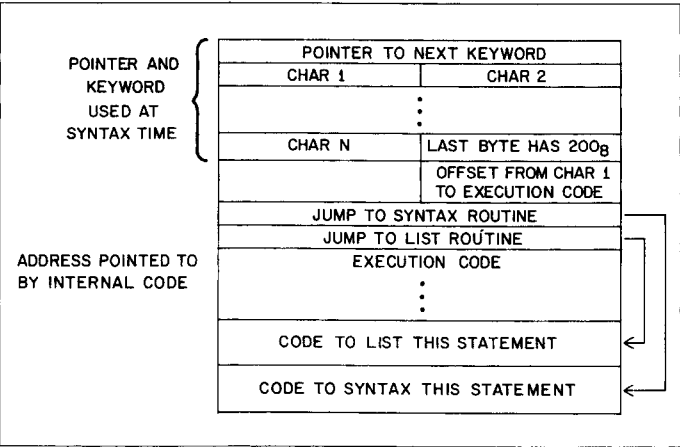 POINTER AND
KEYWORD
USED AT
SYNTAX TIME
POINTER TO NEXT KEYWORD
CHAR 1 CHAR 2
CHAR N LAST BYTE HAS 200₈
OFFSET FROM CHAR 1
TO EXECUTION CODE
JUMP TO SYNTAX ROUTINE
JUMP TO LIST ROUTINE
ADDRESS POINTED TO
BY INTERNAL CODE
EXECUTION CODE
CODE TO LIST THIS STATEMENT
CODE TO SYNTAX THIS STATEMENT